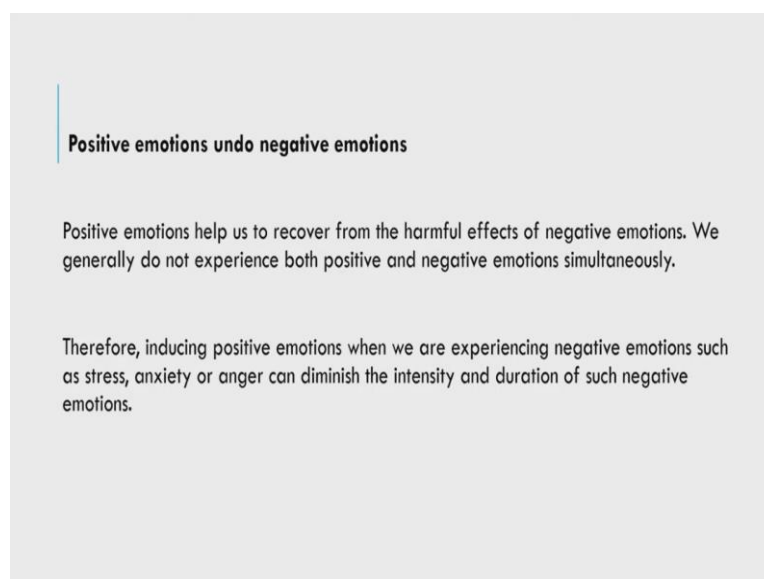 Positive emotions undo negative emotions
Positive emotions help us to recover from the harmful effects of negative emotions. We
generally do not experience both positive and negative emotions simultaneously.
Therefore, inducing positive emotions when we are experiencing negative emotions such
as stress, anxiety or anger can diminish the intensity and duration of such negative
emotions.